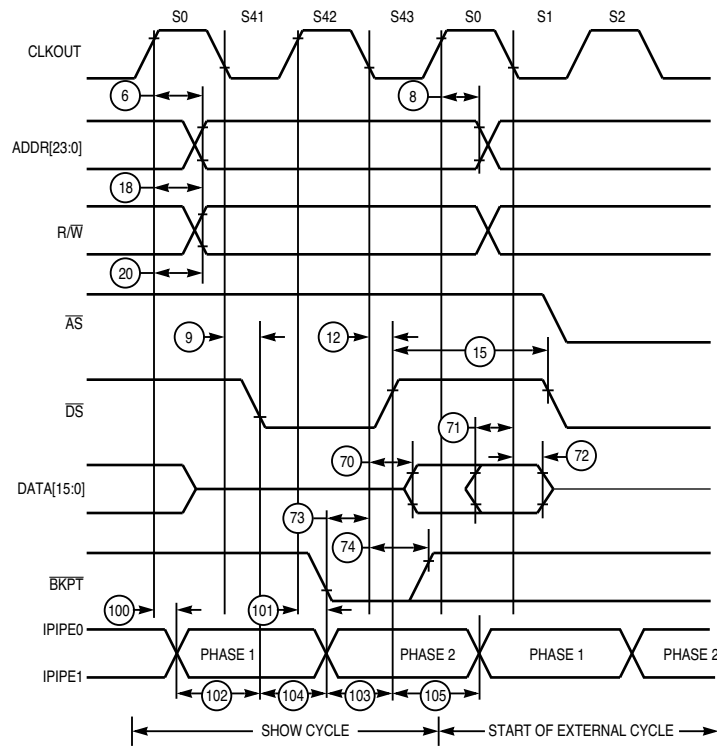 S0 S41 S42 S43 S0 S1 S2
CLKOUT
6 8
ADDR[23:0]
18
R/W
20
AS
9 12 15
DS
71
70 72
DATA[15:0]
73
74
BKPT
100 101
IPIPE0
PHASE 1 PHASE 2 PHASE 1 PHASE 2
IPIPE1
102 104 103 105
SHOW CYCLE START OF EXTERNAL CYCLE